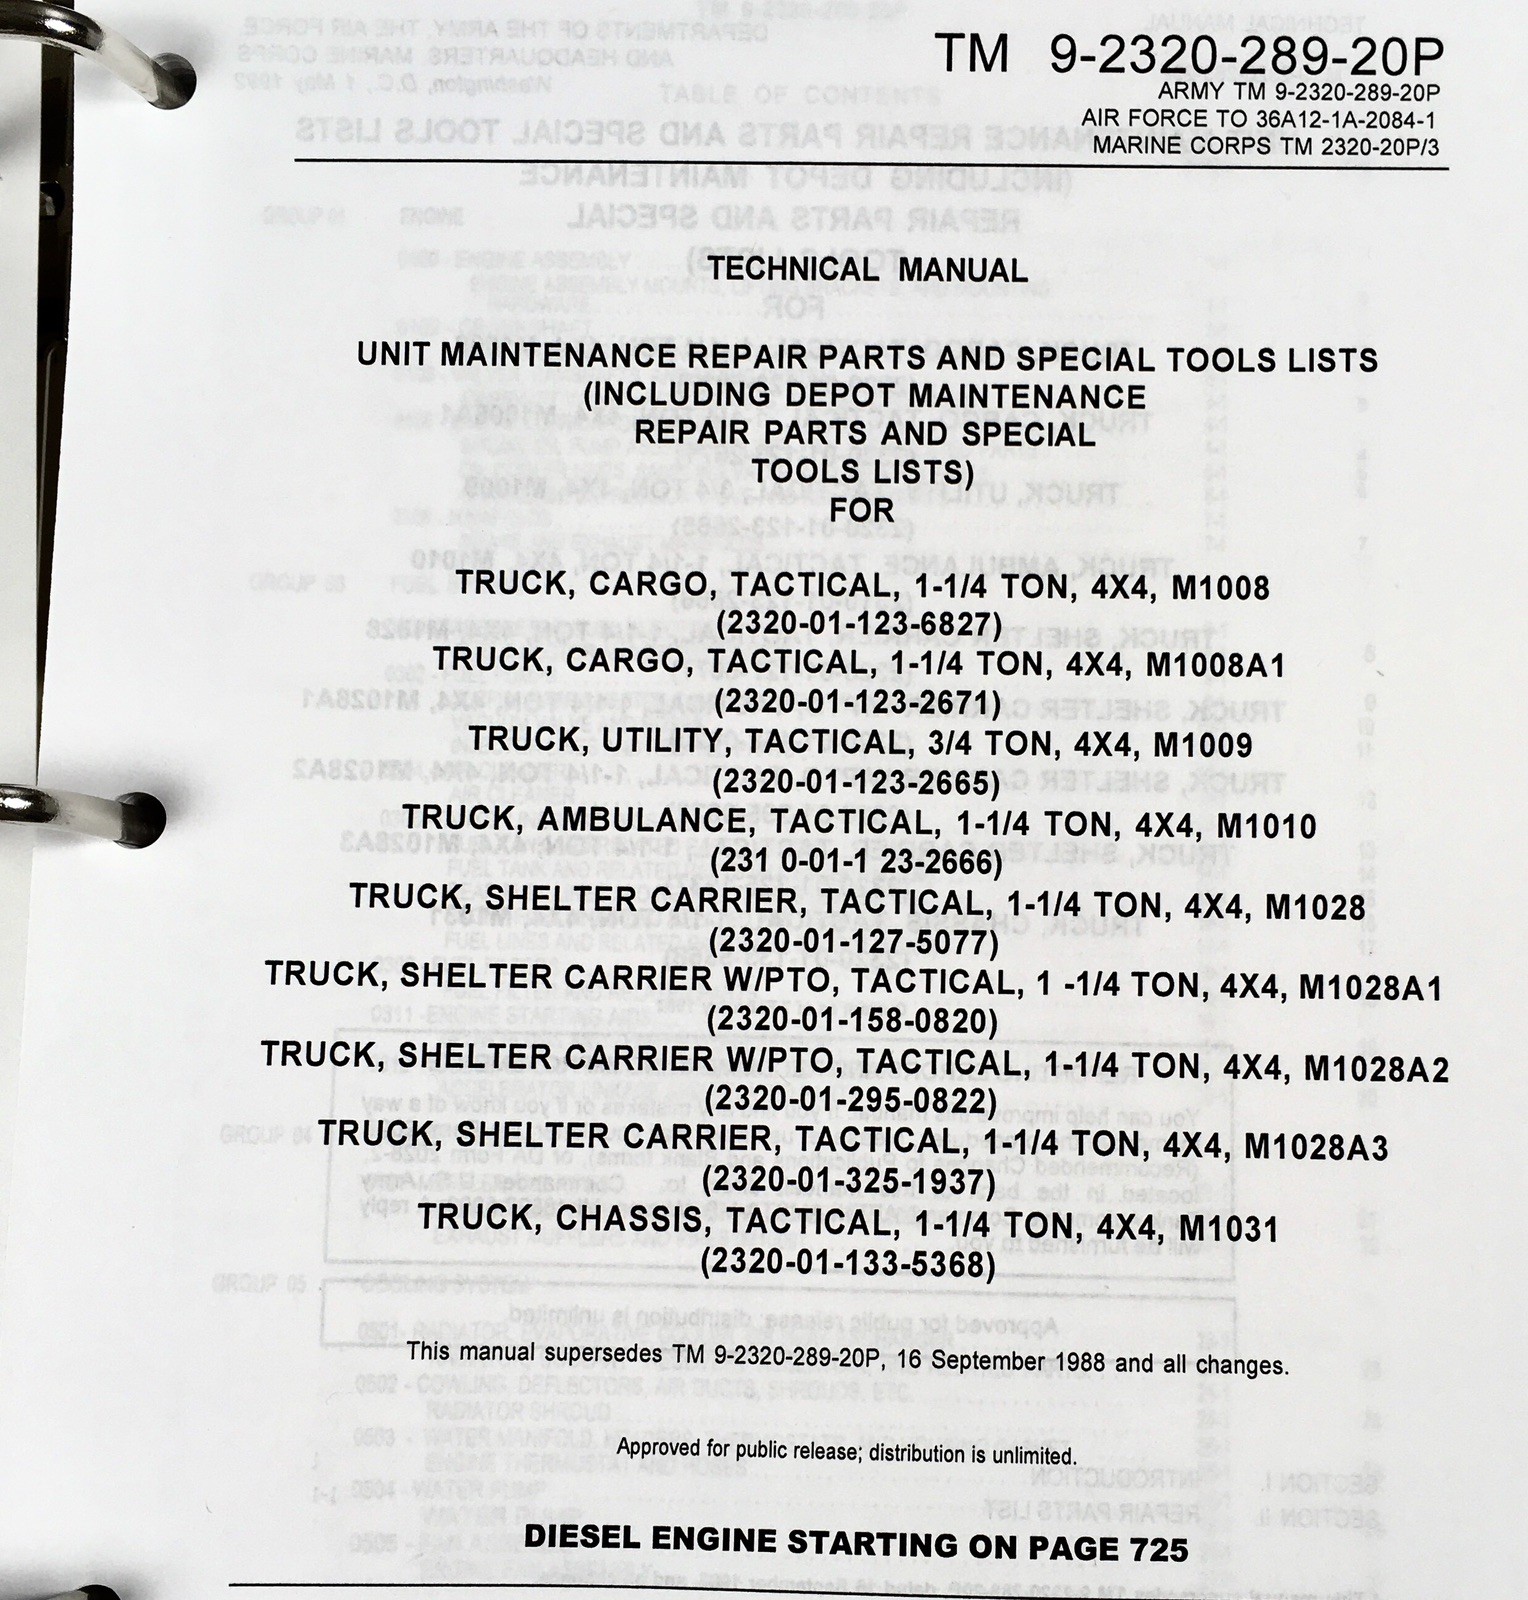 TM 9-2320-289-20P
ARMY TM 9-2320-289-20P
AIR FORCE TO 36A12-1A-2084-1
MARINE CORPS TM 2320-20P/3
TECHNICAL MANUAL
UNIT MAINTENANCE REPAIR PARTS AND SPECIAL TOOLS LISTS
(INCLUDING DEPOT MAINTENANCE
REPAIR PARTS AND SPECIAL
TOOLS LISTS)
FOR
TRUCK, CARGO, TACTICAL, 1-1/4 TON, 4X4, M1008
(2320-01-123-6827)
TRUCK, CARGO, TACTICAL, 1-1/4 TON, 4X4, M1008A1
(2320-01-123-2671)
TRUCK, UTILITY, TACTICAL, 3/4 TON, 4X4, M1009
(2320-01-123-2665)
TRUCK, AMBULANCE, TACTICAL, 1-1/4 TON, 4X4, M1010
(231 0-01-1 23-2666)
TRUCK, SHELTER CARRIER, TACTICAL, 1-1/4 TON, 4X4, M1028
(2320-01-127-5077)
TRUCK, SHELTER CARRIER W/PTO, TACTICAL, 1 -1/4 TON, 4X4, M1028A1
(2320-01-158-0820)
TRUCK, SHELTER CARRIER W/PTO, TACTICAL, 1-1/4 TON, 4X4, M1028A2
(2320-01-295-0822)
TRUCK, SHELTER CARRIER, TACTICAL, 1-1/4 TON, 4X4, M1028A3
(2320-01-325-1937)
TRUCK, CHASSIS, TACTICAL, 1-1/4 TON, 4X4, M1031
(2320-01-133-5368)
This manual supersedes TM 9-2320-289-20P, 16 September 1988 and all changes.
Approved for public release; distribution is unlimited.
DIESEL ENGINE STARTING ON PAGE 725